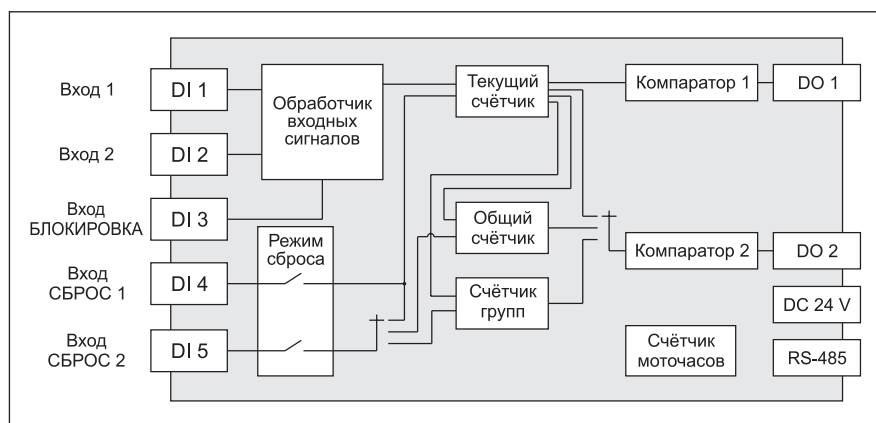 Вход 1
DI 1
Обработчик
входных
сигналов
Текущий
счётчик
Компаратор 1
DO 1
Вход 2
DI 2
Вход
БЛОКИРОВКА
DI 3
Режим
сброса
Общий
счётчик
Компаратор 2
DO 2
Вход
СБРОС 1
DI 4
Счётчик
групп
DC 24 V
Вход
СБРОС 2
DI 5
Счётчик
моточасов
RS-485